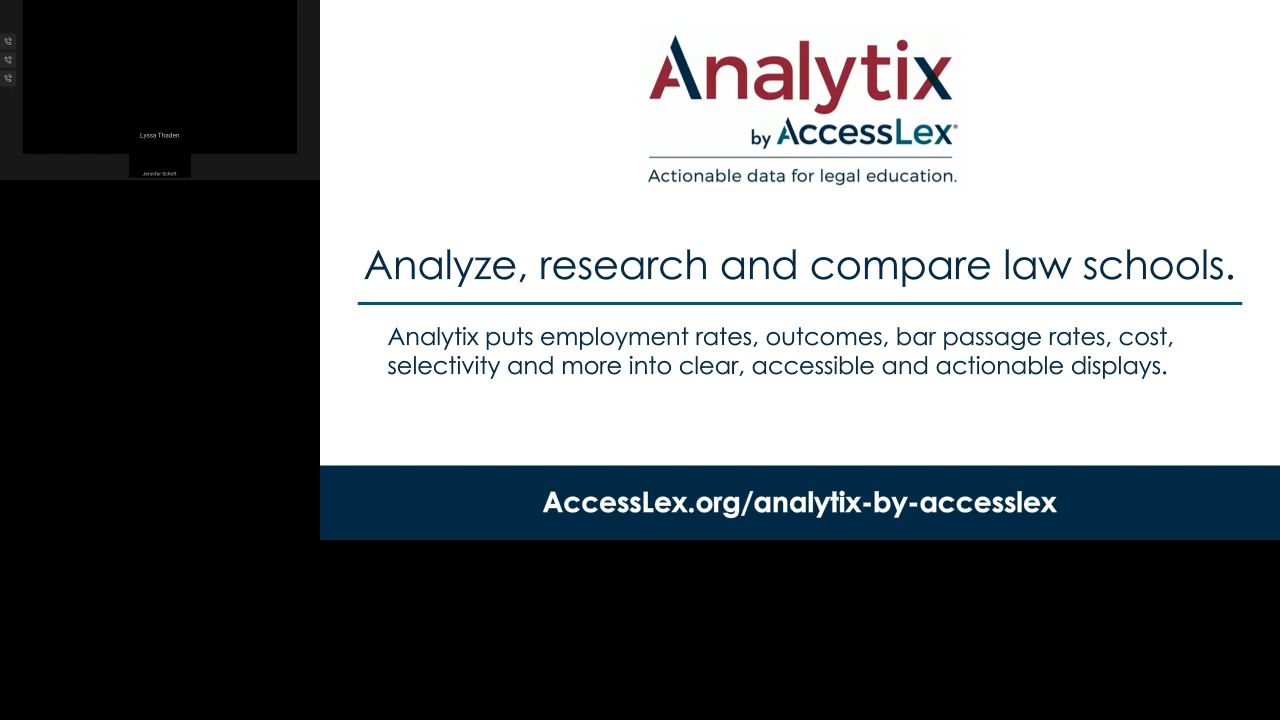 Lyssa Thaden
Jennifer Schott
Analytix
by AccessLex®
Actionable data for legal education.
Analyze, research and compare law schools.
Analytix puts employment rates, outcomes, bar passage rates, cost,
selectivity and more into clear, accessible and actionable displays.
AccessLex.org/analytix-by-accesslex